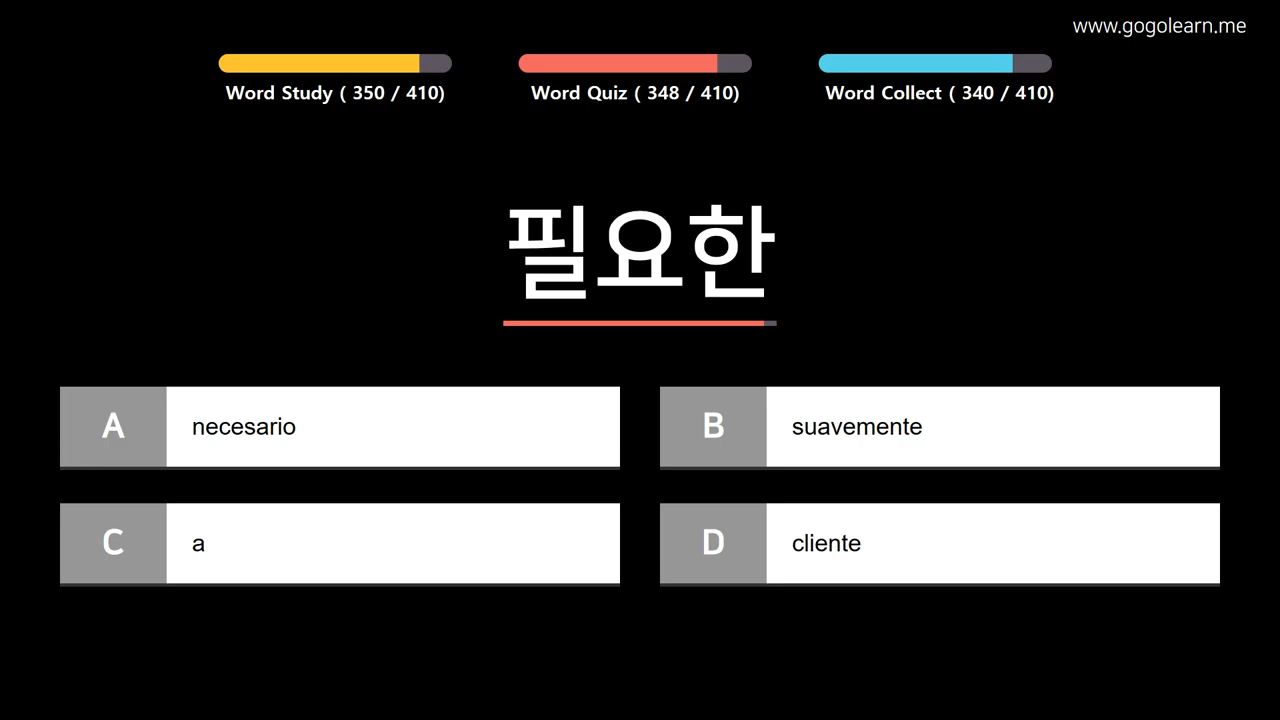 www.gogolearn.me
Word Study ( 350 / 410)
Word Quiz ( 348 / 410)
Word Collect ( 340 / 410)
필요한
A necesario
B suavemente
C a
D cliente